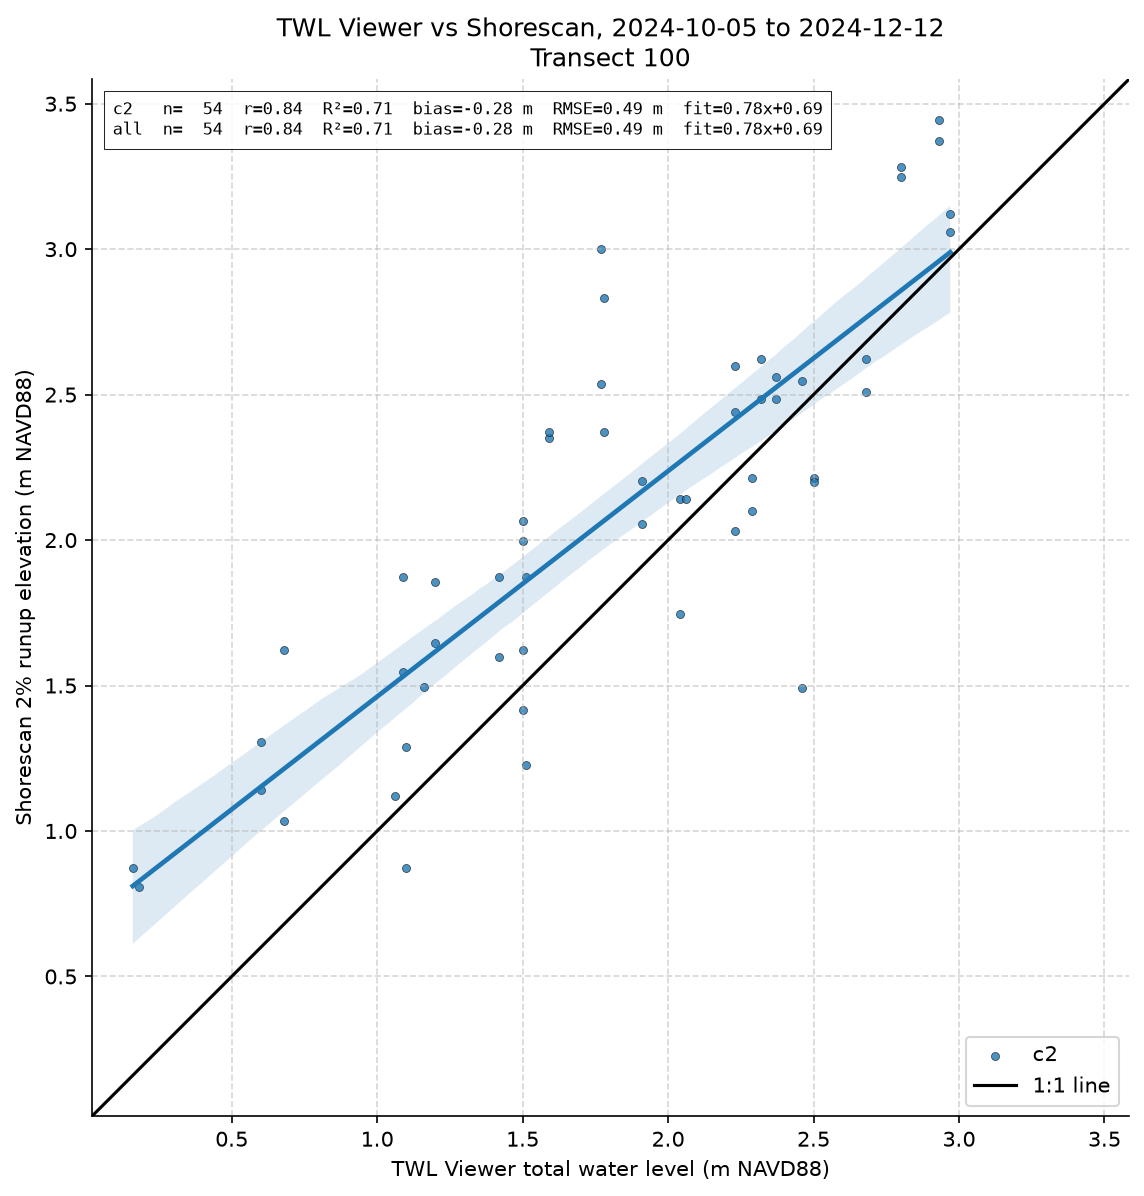 TWL Viewer vs Shorescan, 2024-10-05 to 2024-12-12
Transect 100
c2   n=  54  r=0.84  R²=0.71  bias=-0.28 m  RMSE=0.49 m  fit=0.78x+0.69
all  n=  54  r=0.84  R²=0.71  bias=-0.28 m  RMSE=0.49 m  fit=0.78x+0.69
3.5
3.0
2.5
2.0
1.5
1.0
0.5
Shorescan 2% runup elevation (m NAVD88)
c2
1:1 line
0.5 1.0 1.5 2.0 2.5 3.0 3.5
TWL Viewer total water level (m NAVD88)